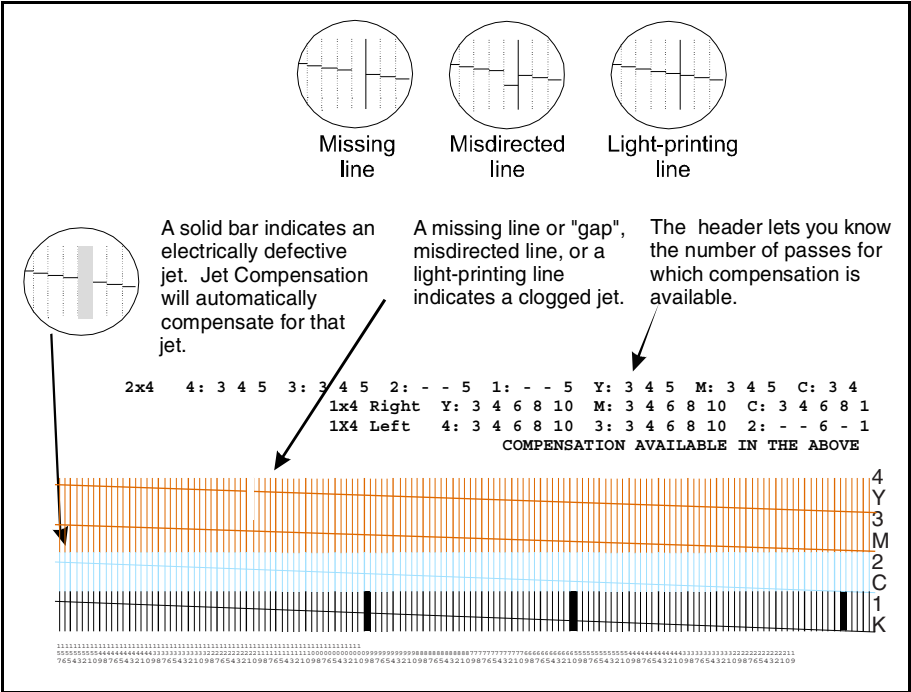 Missing
line
Misdirected
line
Light-printing
line
A solid bar indicates an
electrically defective
jet. Jet Compensation
will automatically
compensate for that
jet.
A missing line or "gap",
misdirected line, or a
light-printing line
indicates a clogged jet.
The header lets you know
the number of passes for
which compensation is
available.
2x4 4: 3 4 5 3: 3 4 5 2: - - 5 1: - - 5 Y: 3 4 5 M: 3 4 5 C: 3 4
1x4 Right Y: 3 4 6 8 10 M: 3 4 6 8 10 C: 3 4 6 8 1
1X4 Left 4: 3 4 6 8 10 3: 3 4 6 8 10 2: - - 6 - 1
COMPENSATION AVAILABLE IN THE ABOVE
4
Y
3
M
2
C
1
K